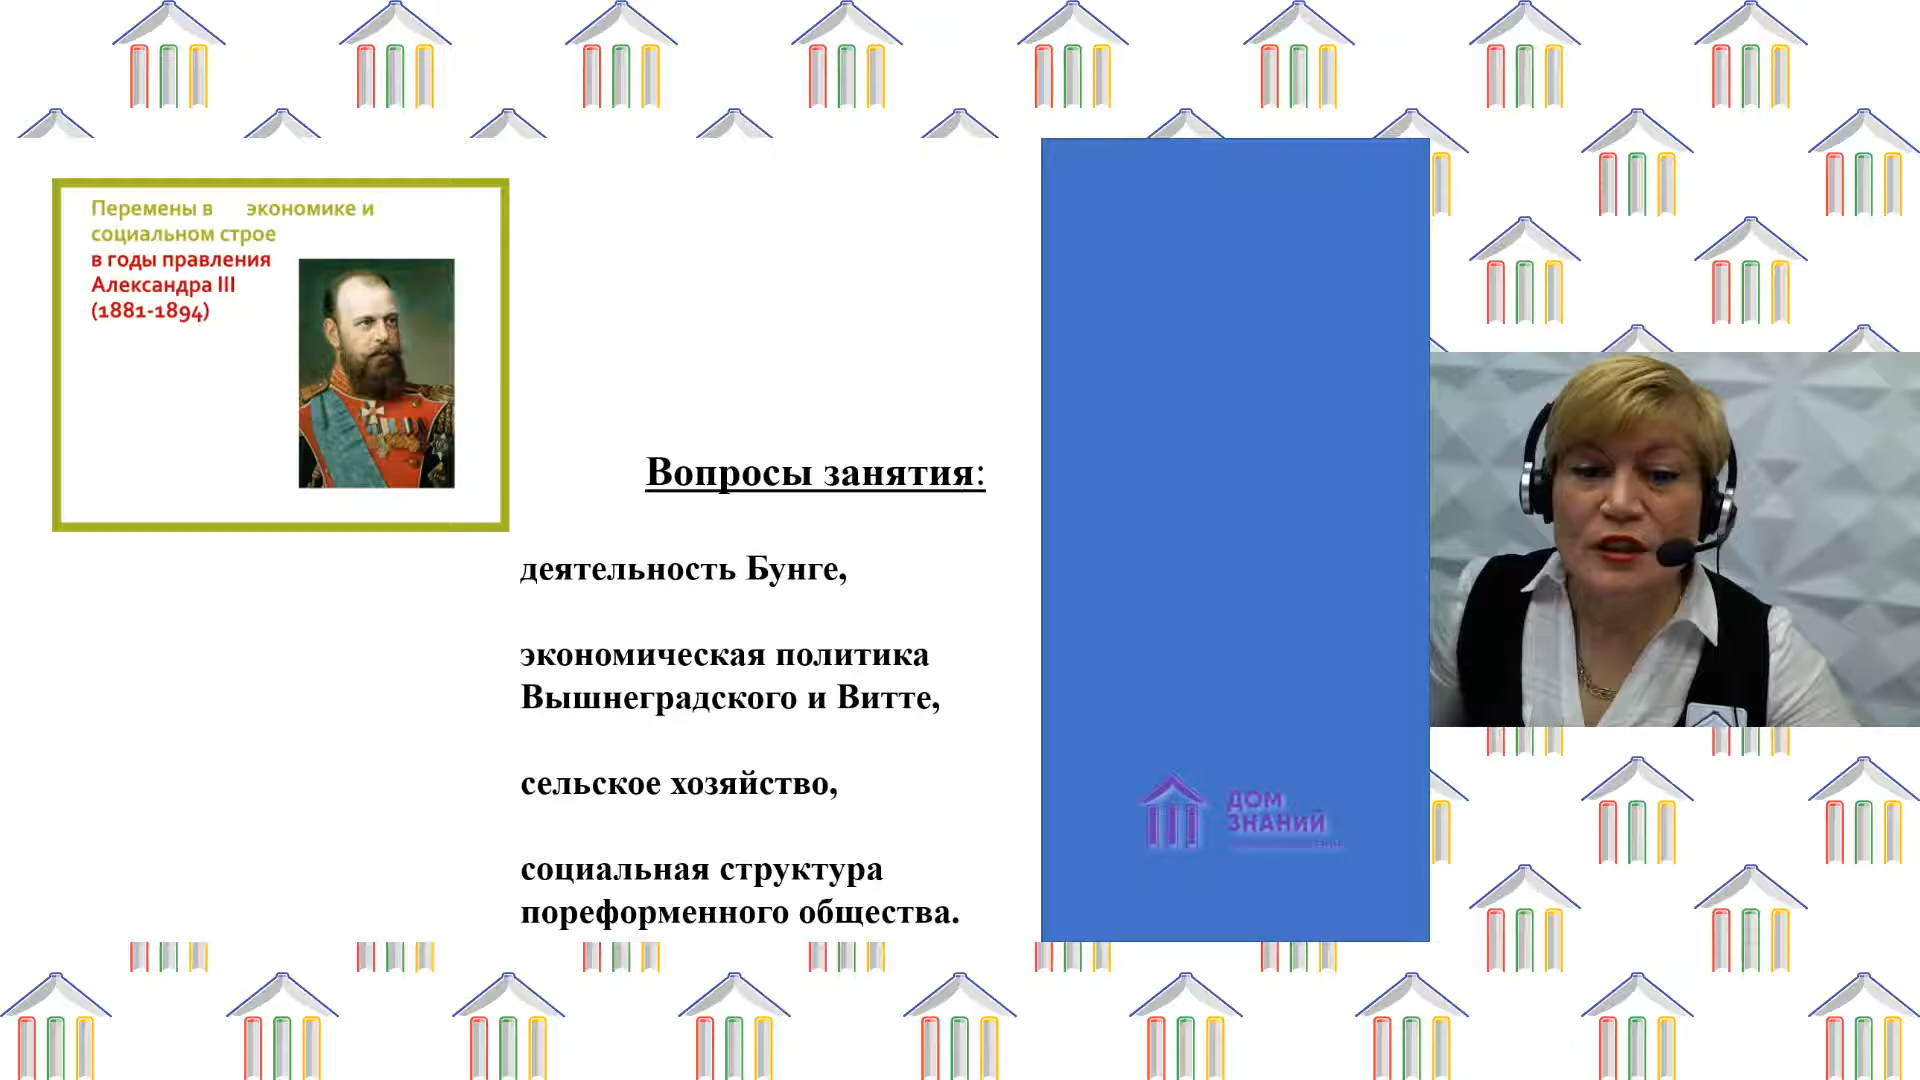 Перемены в экономике и
социальном строе
в годы правления
Александра III
(1881-1894)
Вопросы занятия:
деятельность Бунге,
экономическая политика
Вышнеградского и Витте,
сельское хозяйство,
социальная структура
пореформенного общества.
ДОМ
ЗНАНИЙ